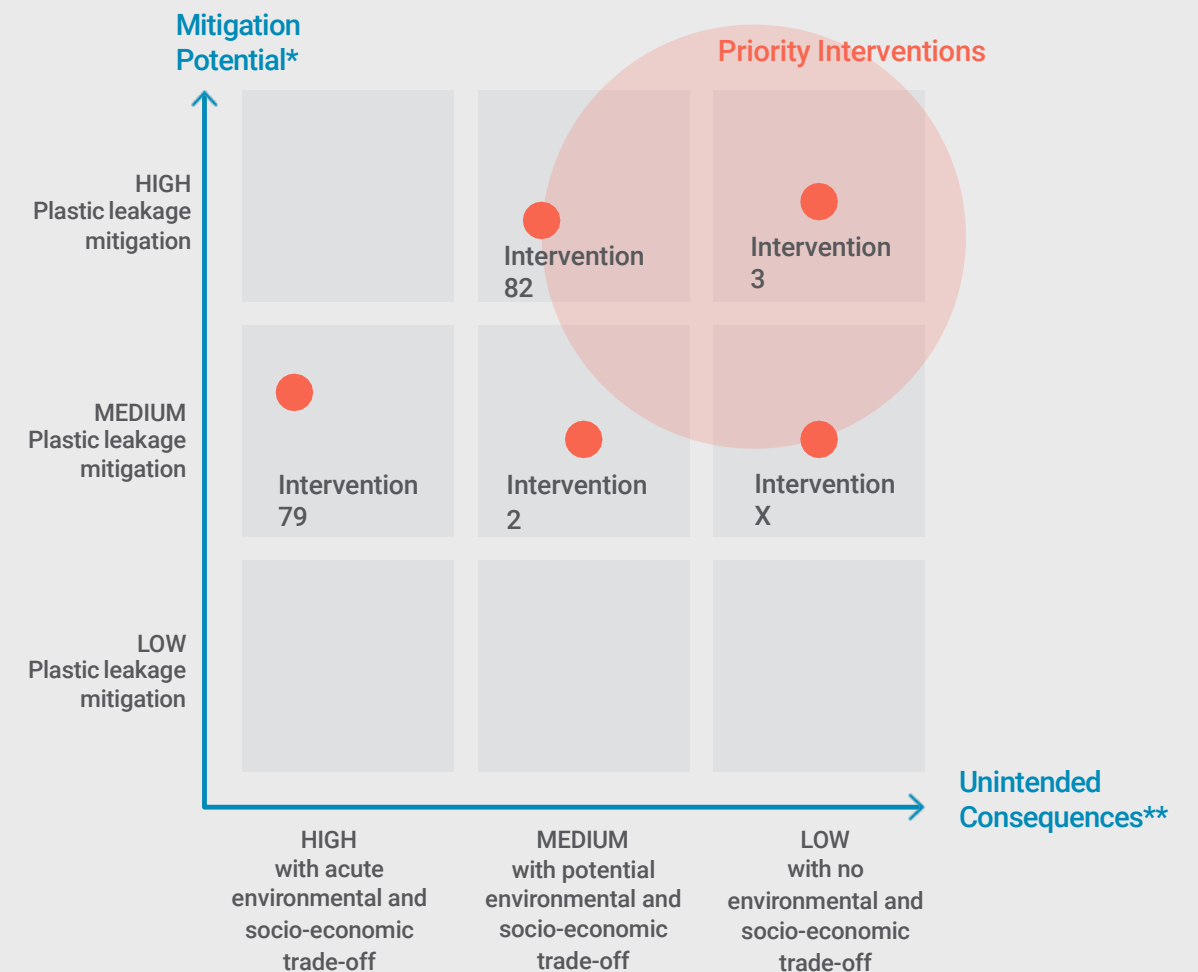 Mitigation
Potential*
Priority Interventions
HIGH
Plastic leakage
mitigation
Intervention
82
Intervention
3
MEDIUM
Plastic leakage
mitigation
Intervention
79
Intervention
2
Intervention
X
LOW
Plastic leakage
mitigation
Unintended
Consequences**
HIGH
with acute
environmental and
socio-economic
trade-off
MEDIUM
with potential
environmental and
socio-economic
trade-off
LOW
with no
environmental and
socio-economic
trade-off